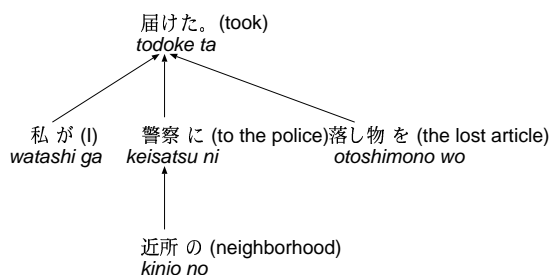 届けた。(took)
todoke ta
私 が (I) 警察 に (to the police)落し物 を (the lost article)
watashi ga keisatsu ni otoshimono wo
近所 の (neighborhood)
kinjo no